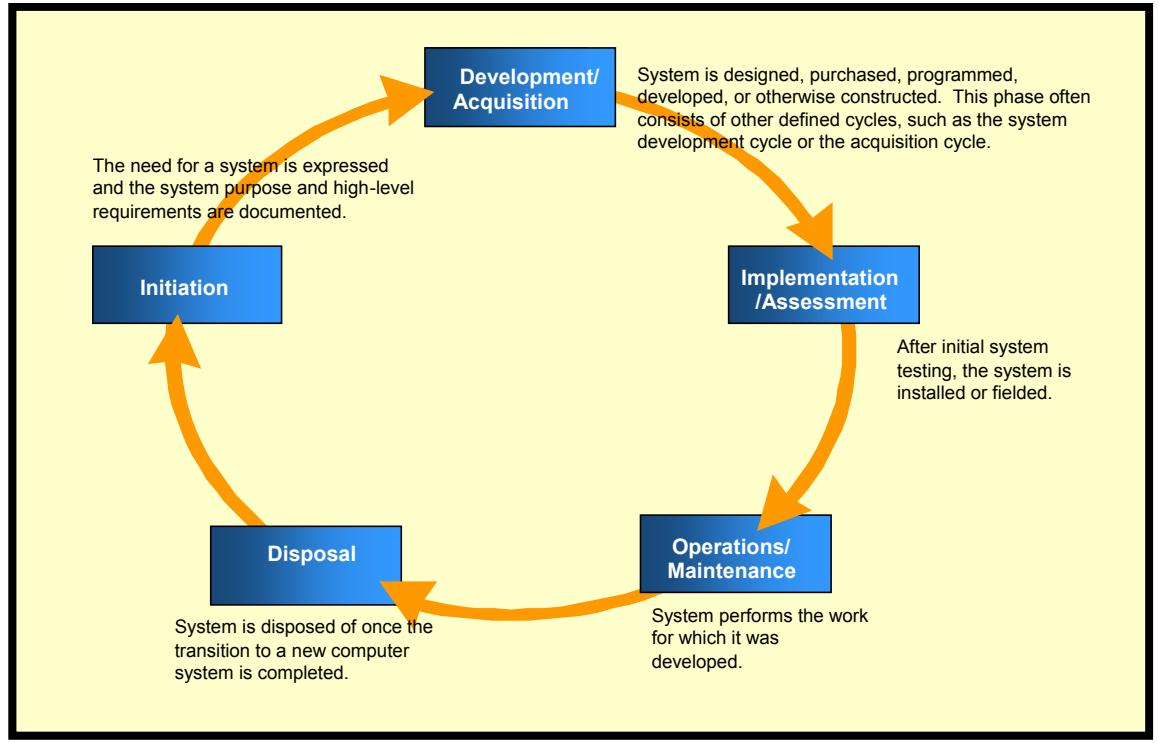 Development/
Acquisition
System is designed, purchased, programmed,
developed, or otherwise constructed.  This phase often
consists of other defined cycles, such as the system
development cycle or the acquisition cycle.
The need for a system is expressed
and the system purpose and high-level
requirements are documented.
Initiation
Implementation
/Assessment
After initial system
testing, the system is
installed or fielded.
Disposal
Operations/
Maintenance
System is disposed of once the
transition to a new computer
system is completed.
System performs the work
for which it was
developed.